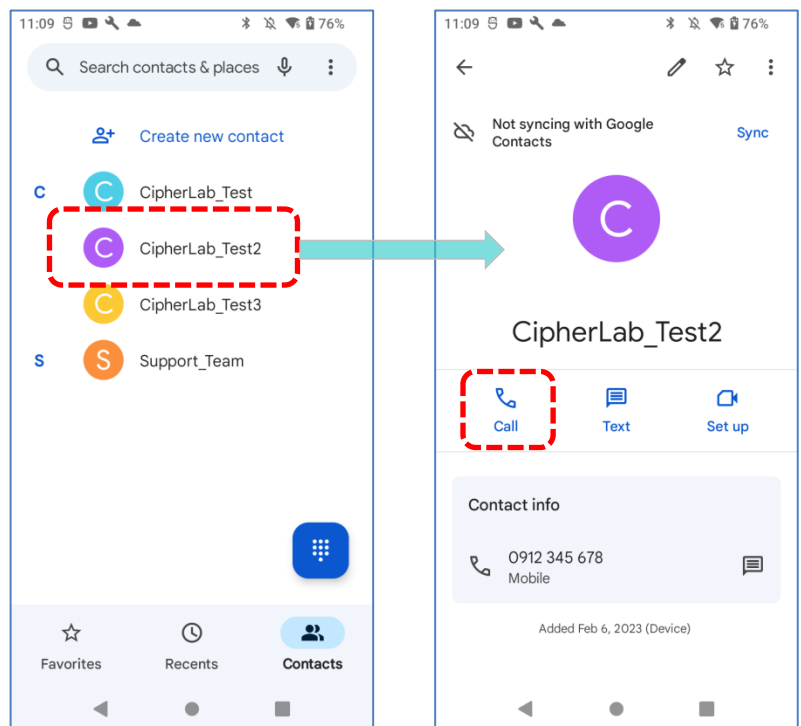 11:09
76%
Search contacts & places
Create new contact
C
C
CipherLab_Test
C
CipherLab_Test2
C
CipherLab_Test3
S
S
Support_Team
Favorites
Recents
Contacts
11:09
76%
Not syncing with Google
Contacts
Sync
C
CipherLab_Test2
Call
Text
Set up
Contact info
0912 345 678
Mobile
Added Feb 6, 2023 (Device)